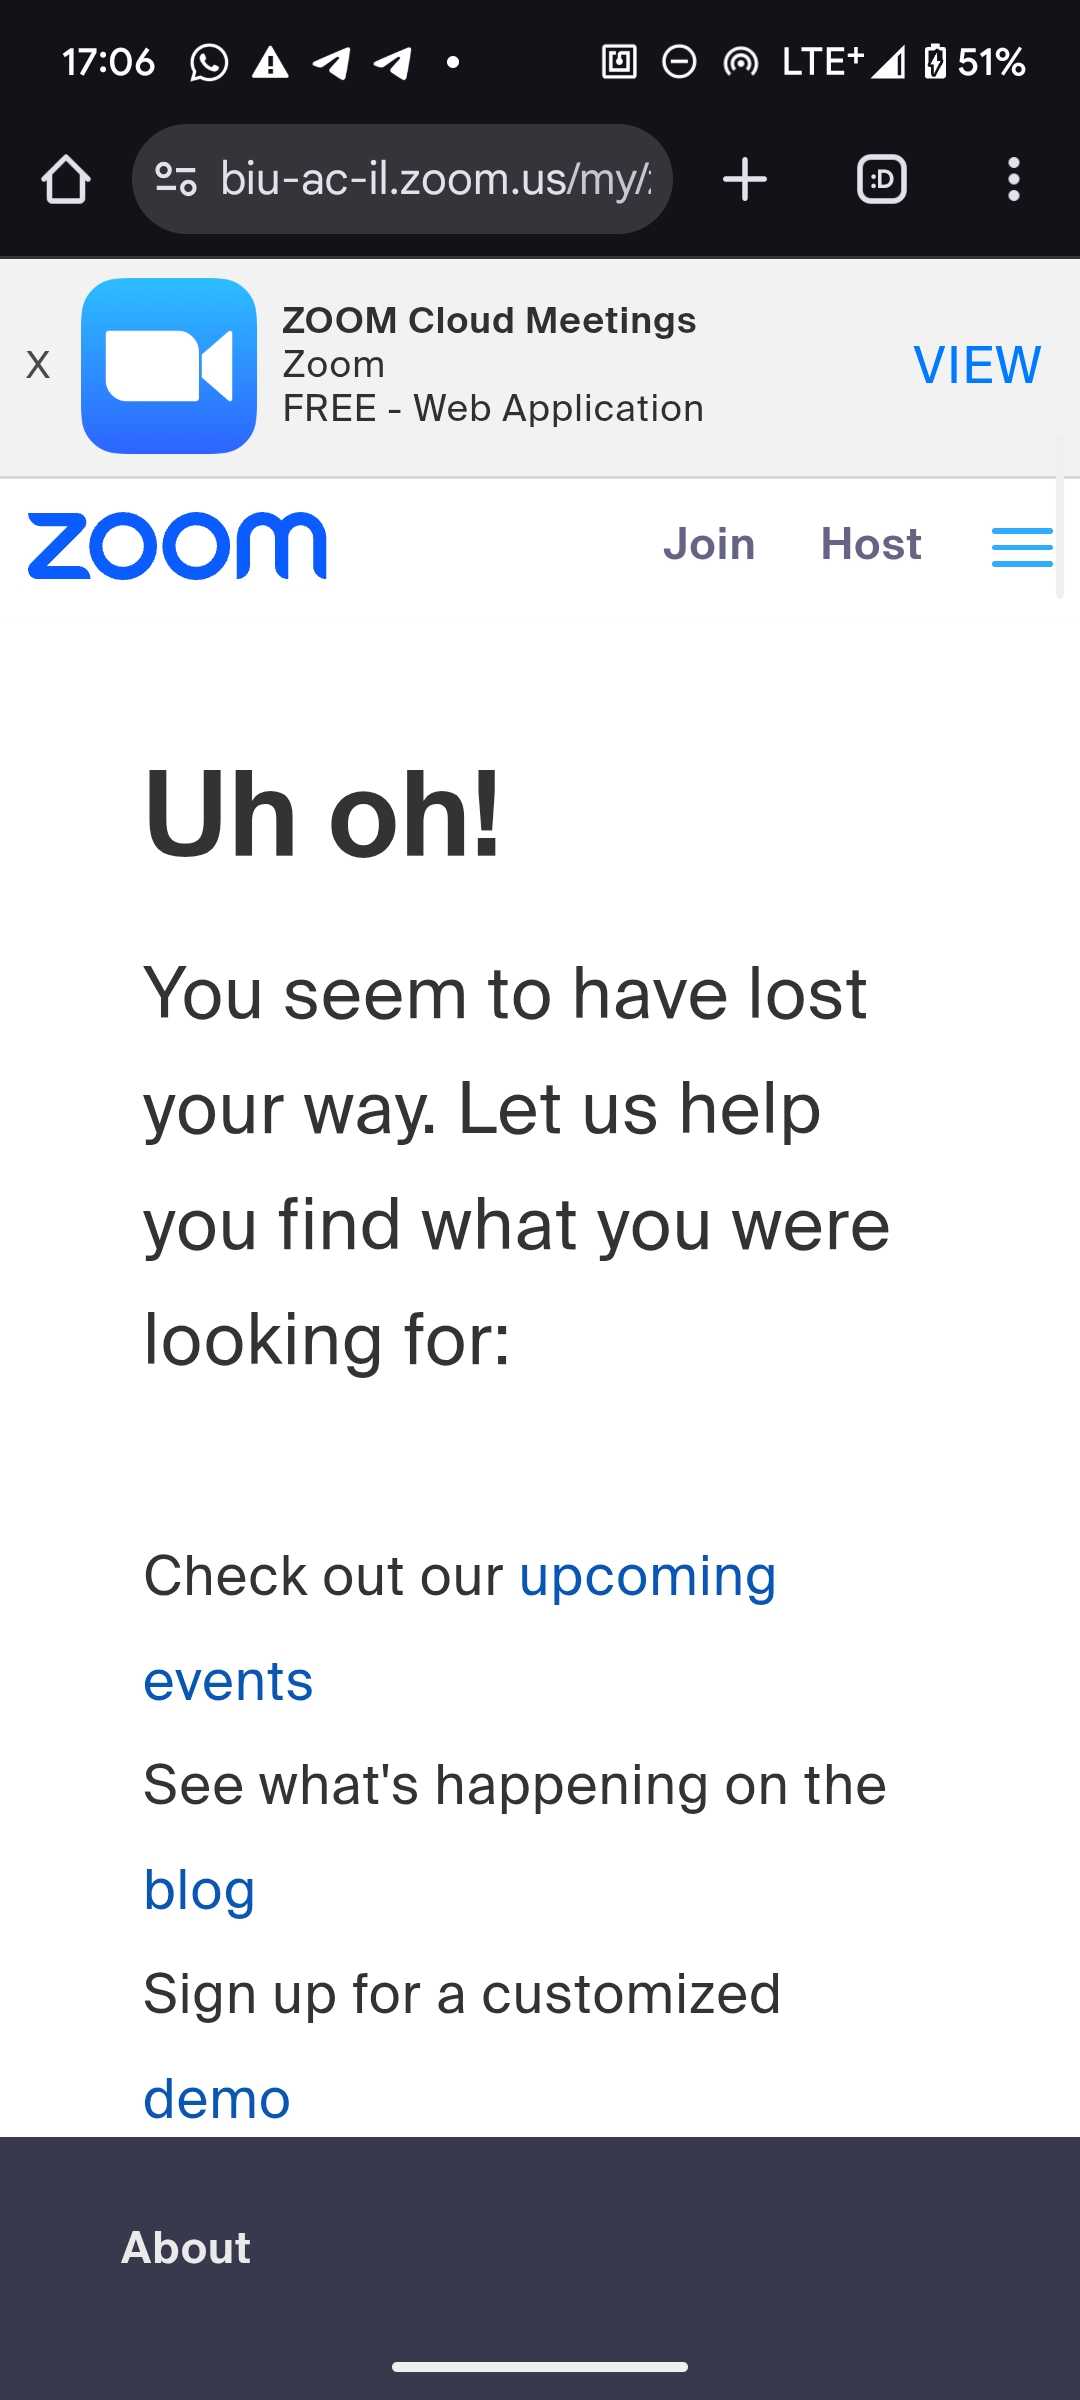 17:06 LTE+ 51%
biu-ac-il.zoom.us/my/
:D
X
ZOOM Cloud Meetings
Zoom
FREE - Web Application
VIEW
zoom
Join Host
Uh oh!
You seem to have lost
your way. Let us help
you find what you were
looking for:
Check out our upcoming
events
See what's happening on the
blog
Sign up for a customized
demo
About